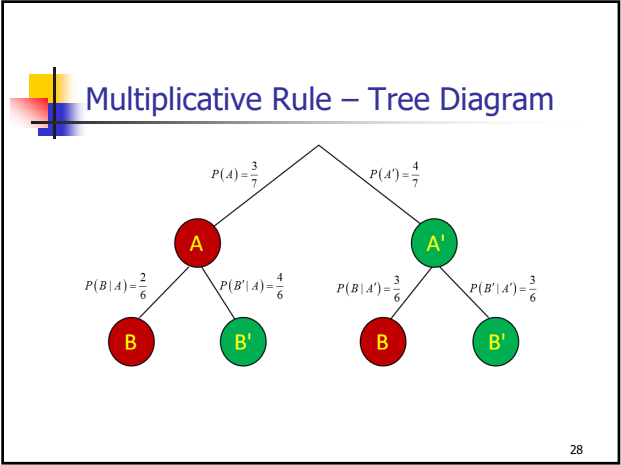 Multiplicative Rule – Tree Diagram
P(A)=3/7
P(A′)=4/7
A
A'
P(B|A)=2/6
P(B′|A)=4/6
P(B|A′)=3/6
P(B′|A′)=3/6
B
B'
B
B'
28